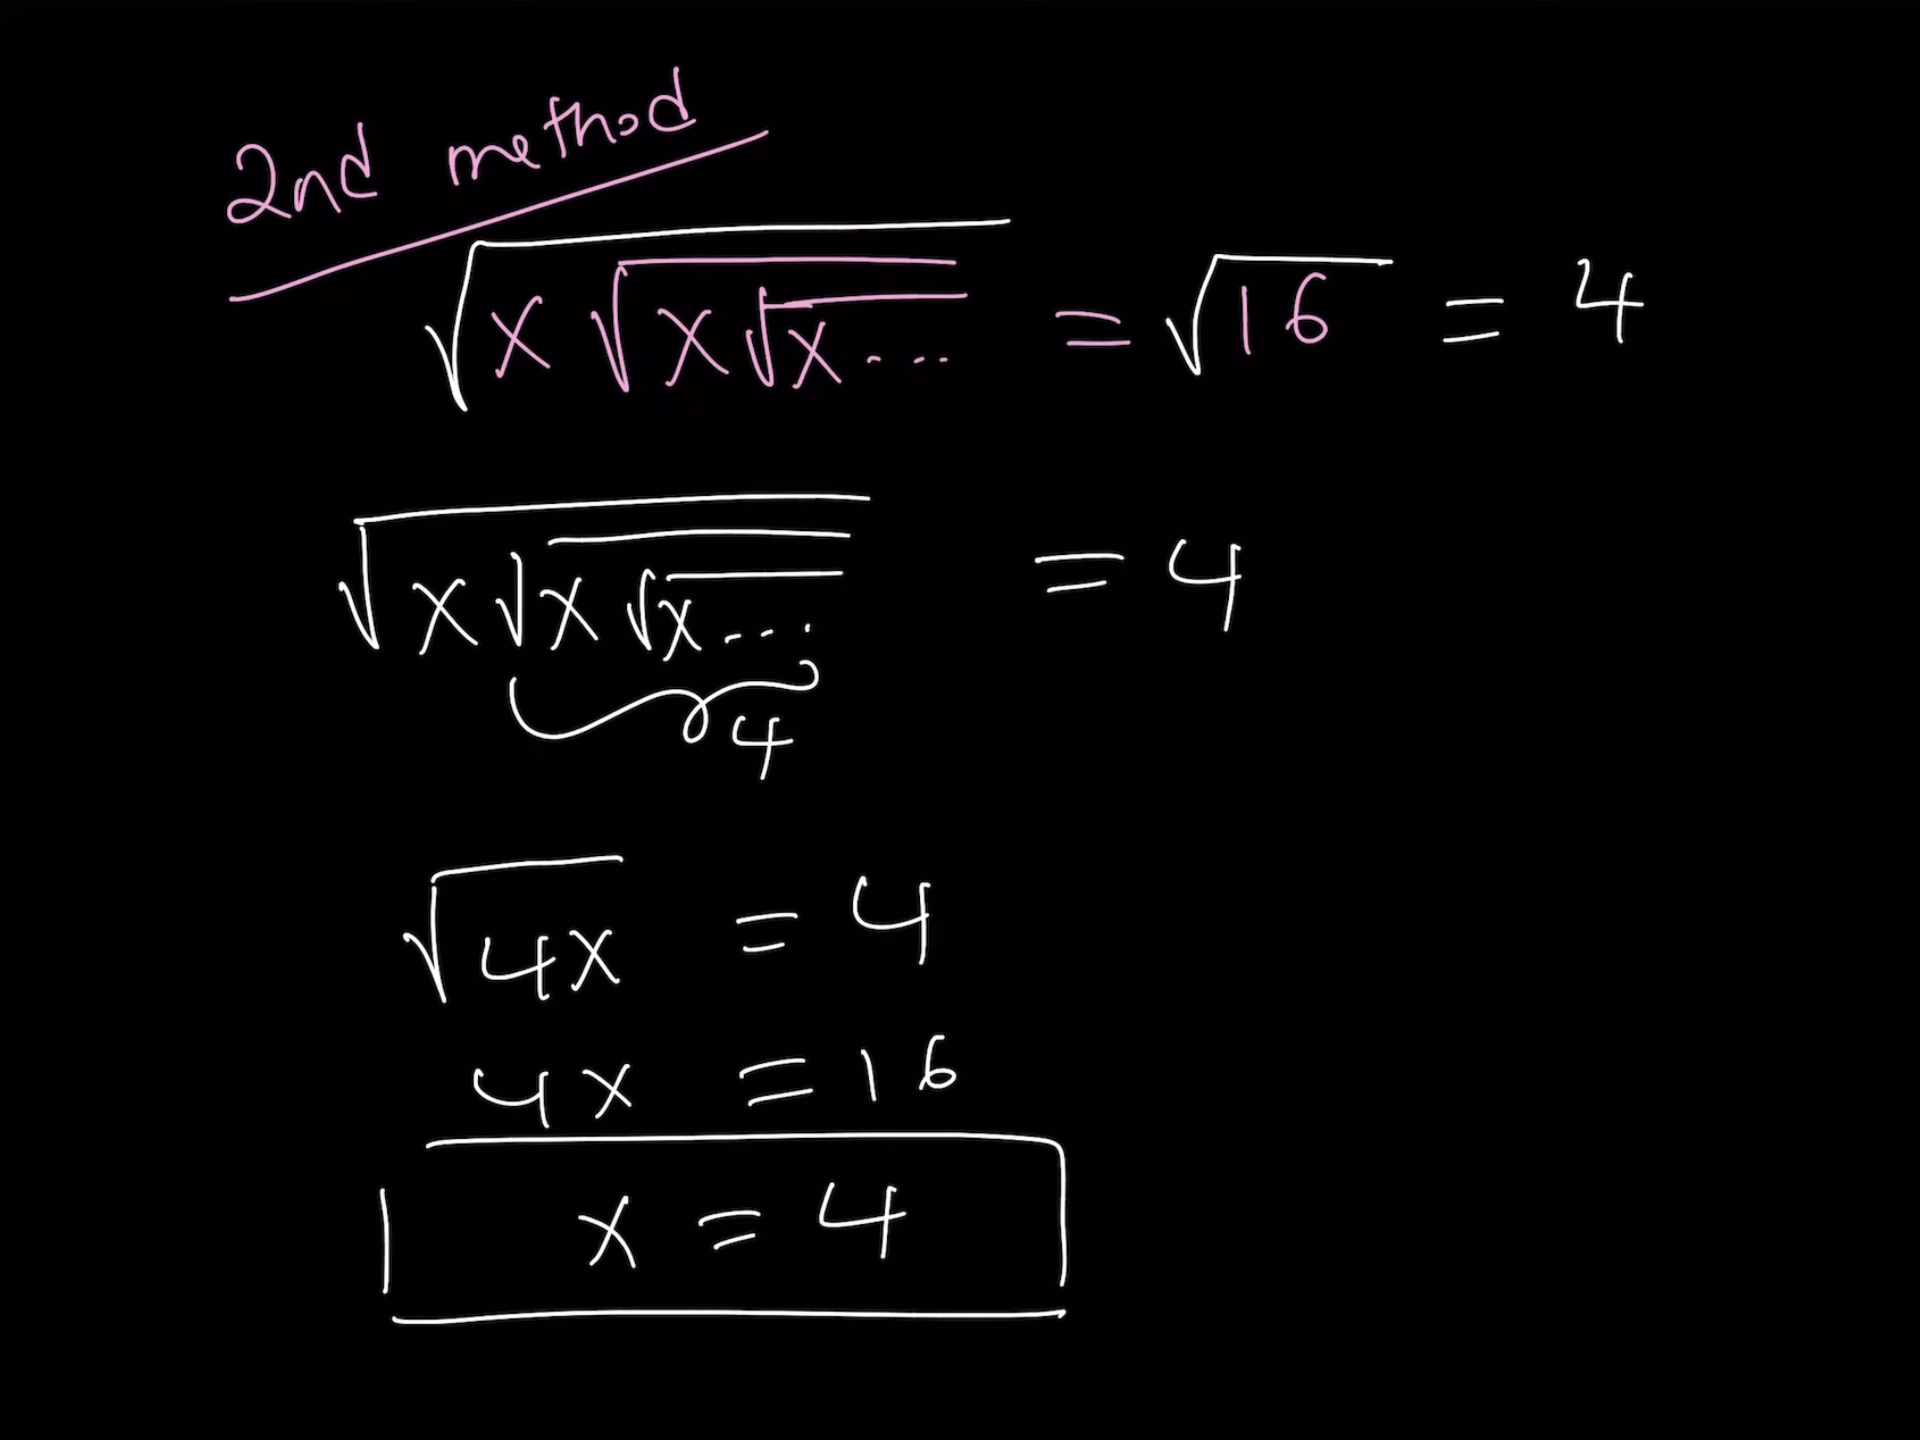 2nd method
√(x√(x√(x...))) = √16 = 4
√(x√(x√(x...))) = 4
4
√(4x) = 4
4x = 16
x = 4